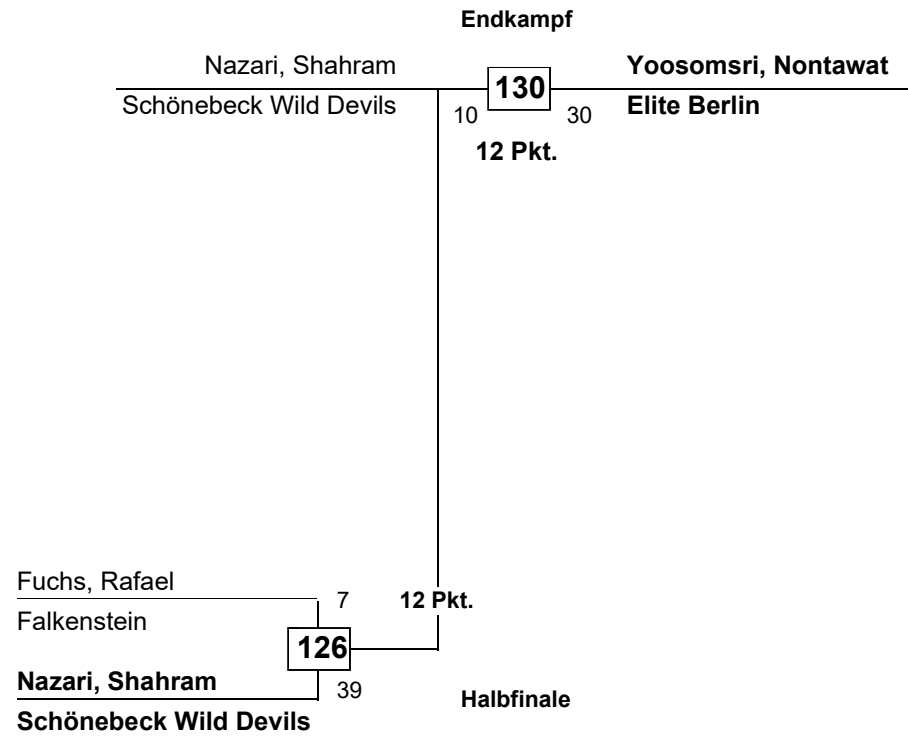 Endkampf
Nazari, Shahram
130
Yoosomsri, Nontawat
Schönebeck Wild Devils
10
30
Elite Berlin
12 Pkt.
Fuchs, Rafael
7
12 Pkt.
Falkenstein
126
Nazari, Shahram
39
Halbfinale
Schönebeck Wild Devils